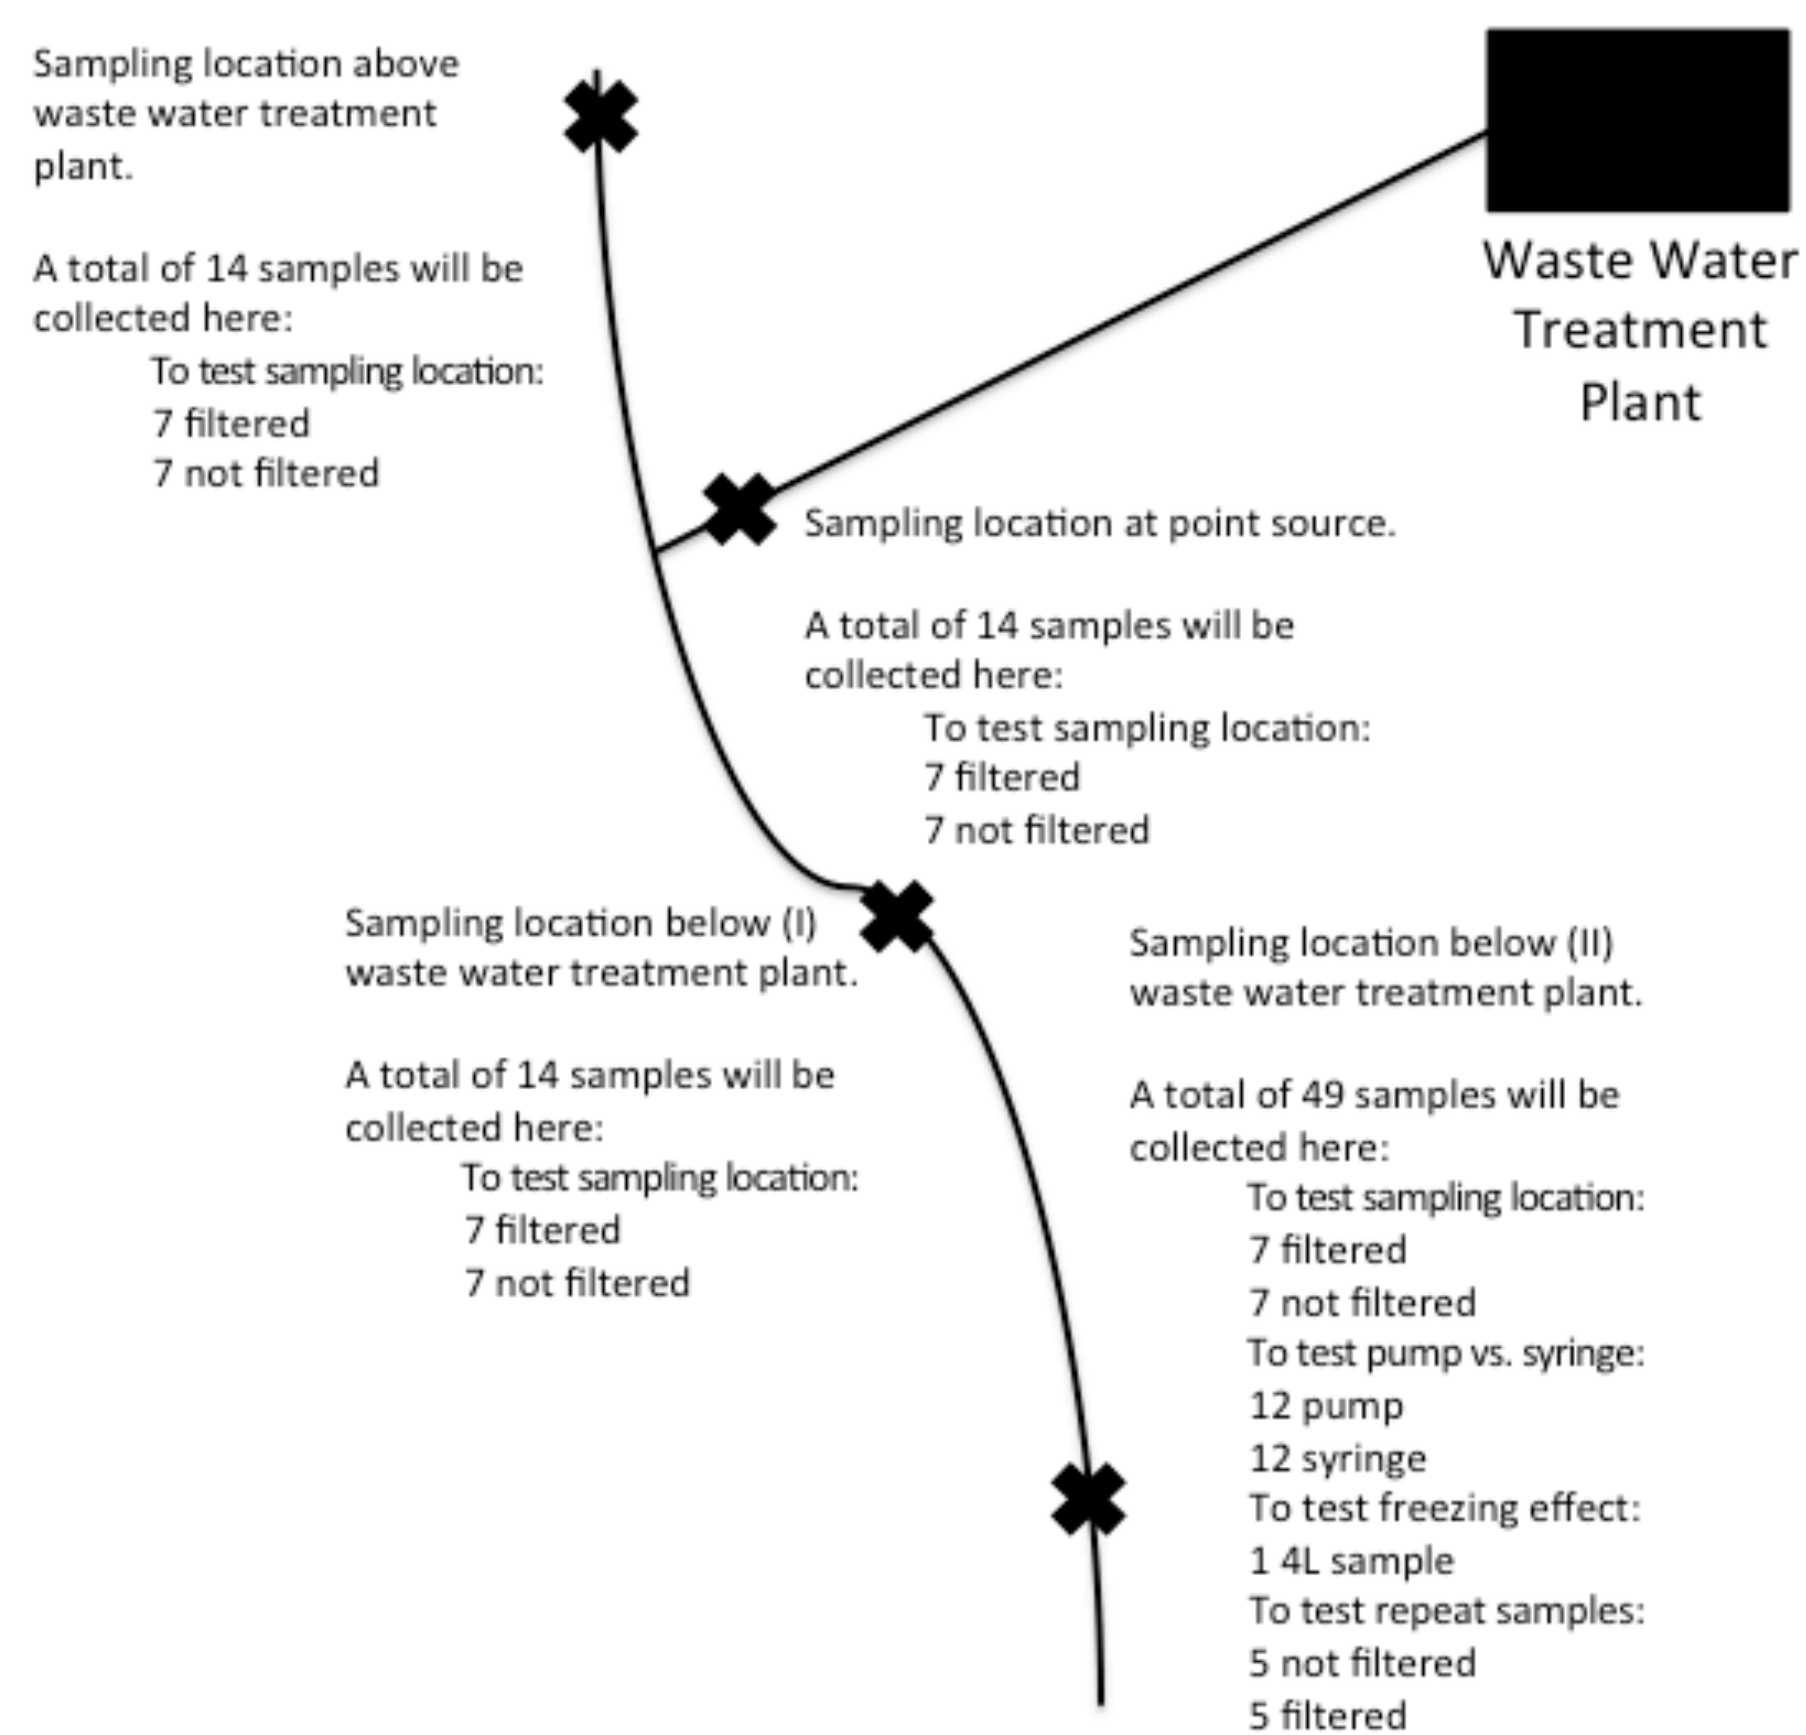 Sampling location above
waste water treatment
plant.
A total of 14 samples will be
collected here:
To test sampling location:
7 filtered
7 not filtered
Waste Water
Treatment
Plant
Sampling location at point source.
A total of 14 samples will be
collected here:
To test sampling location:
7 filtered
7 not filtered
Sampling location below (I)
waste water treatment plant.
A total of 14 samples will be
collected here:
To test sampling location:
7 filtered
7 not filtered
Sampling location below (II)
waste water treatment plant.
A total of 49 samples will be
collected here:
To test sampling location:
7 filtered
7 not filtered
To test pump vs. syringe:
12 pump
12 syringe
To test freezing effect:
1 4L sample
To test repeat samples:
5 not filtered
5 filtered